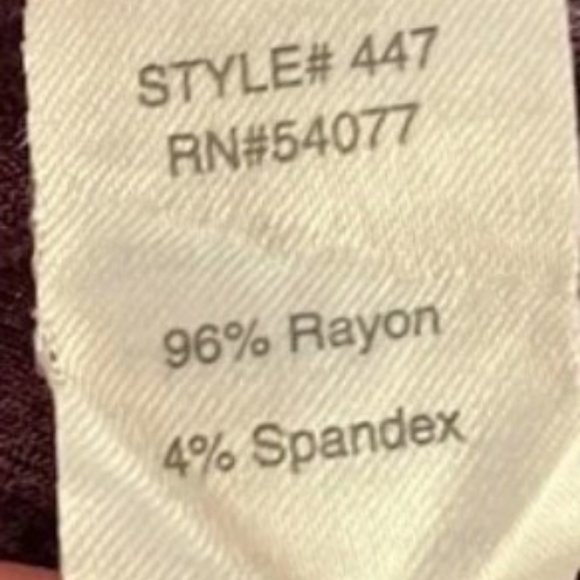 STYLE# 447
RN#54077
96% Rayon
4% Spandex